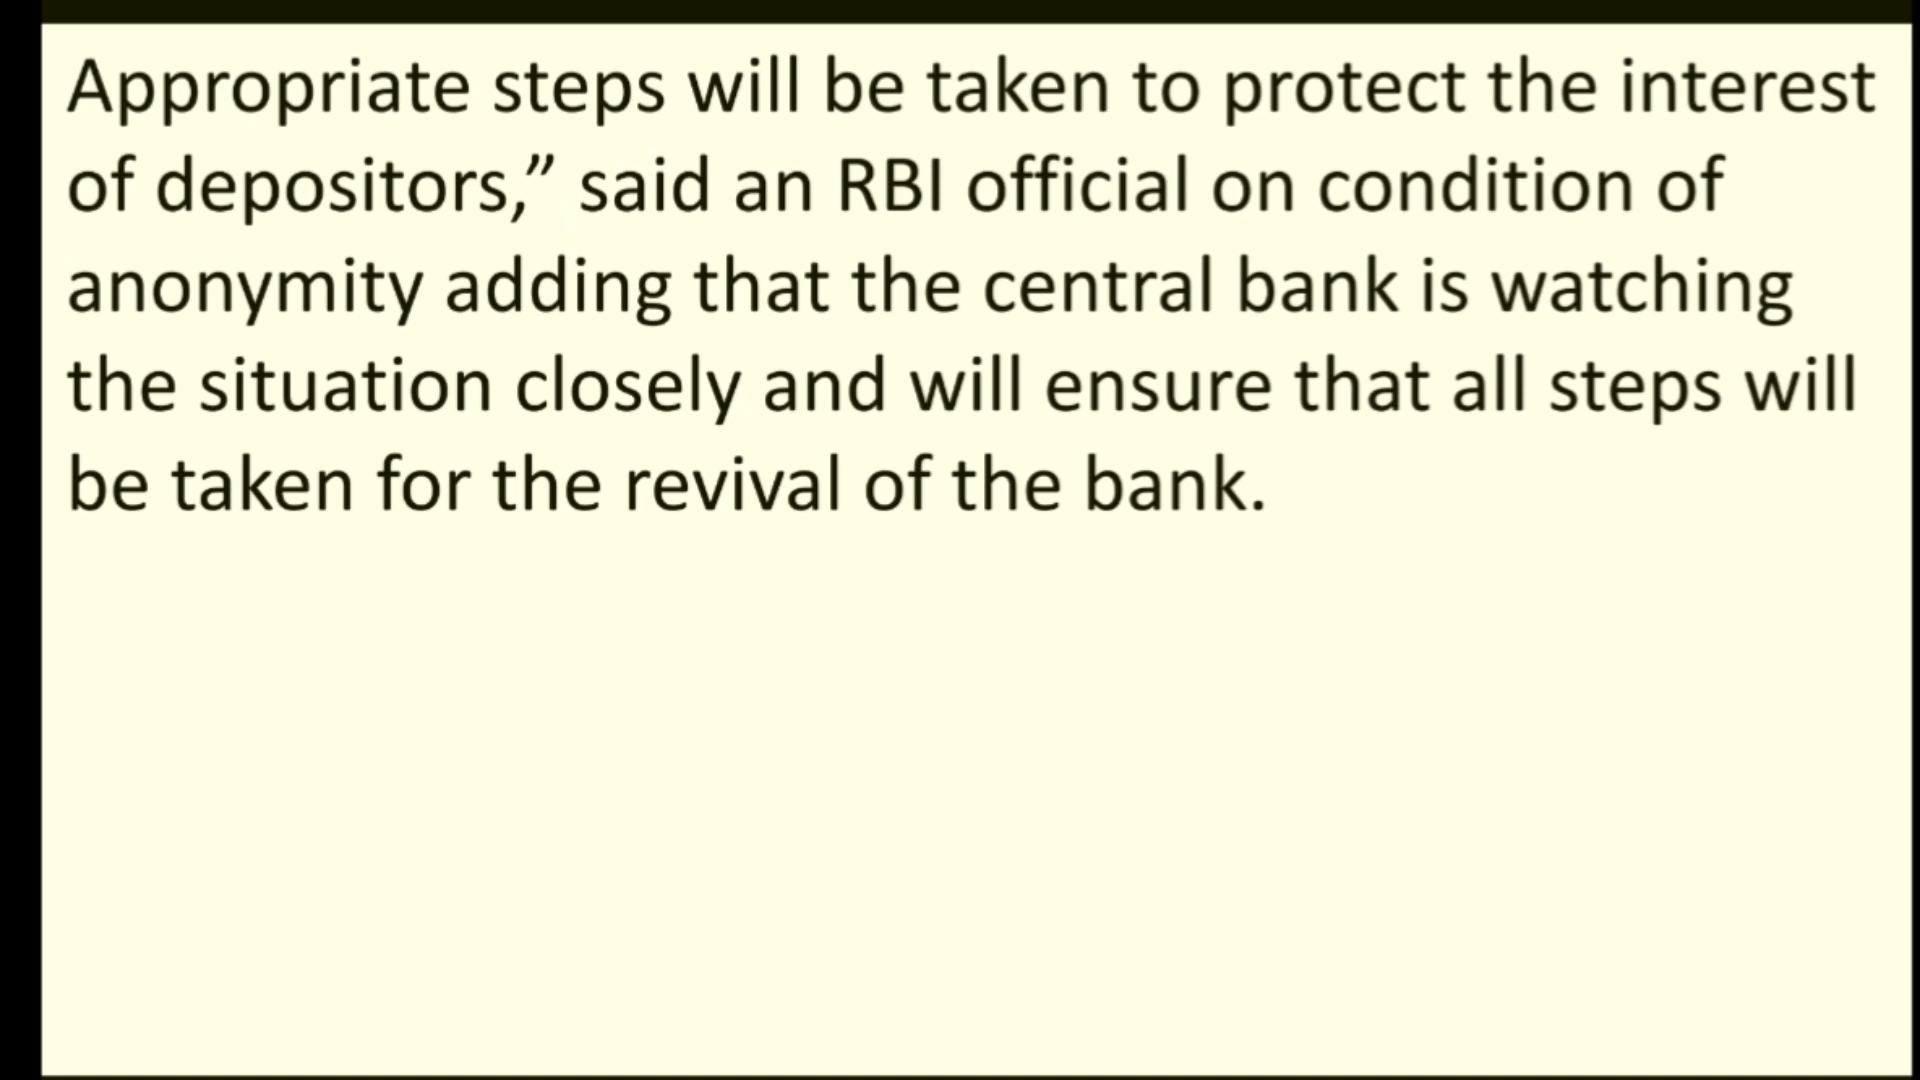 Appropriate steps will be taken to protect the interest
of depositors,” said an RBI official on condition of
anonymity adding that the central bank is watching
the situation closely and will ensure that all steps will
be taken for the revival of the bank.